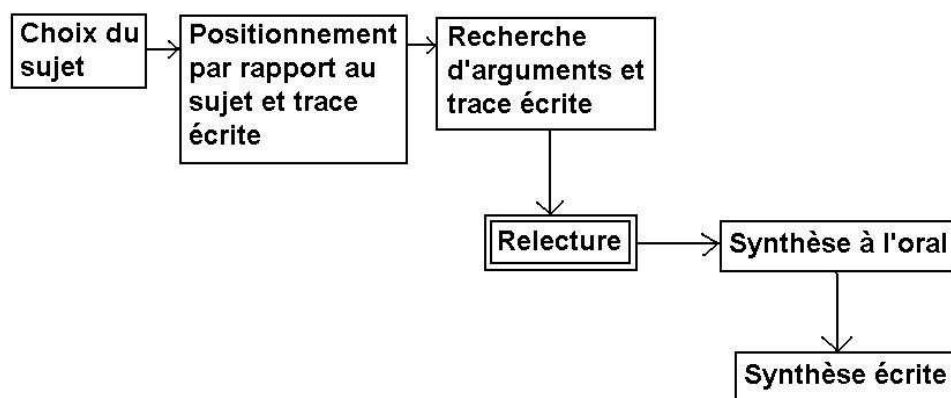 Choix du
sujet
Positionnement
par rapport au
sujet et trace
écrite
Recherche
d'arguments et
trace écrite
Relecture
Synthèse à l'oral
Synthèse écrite